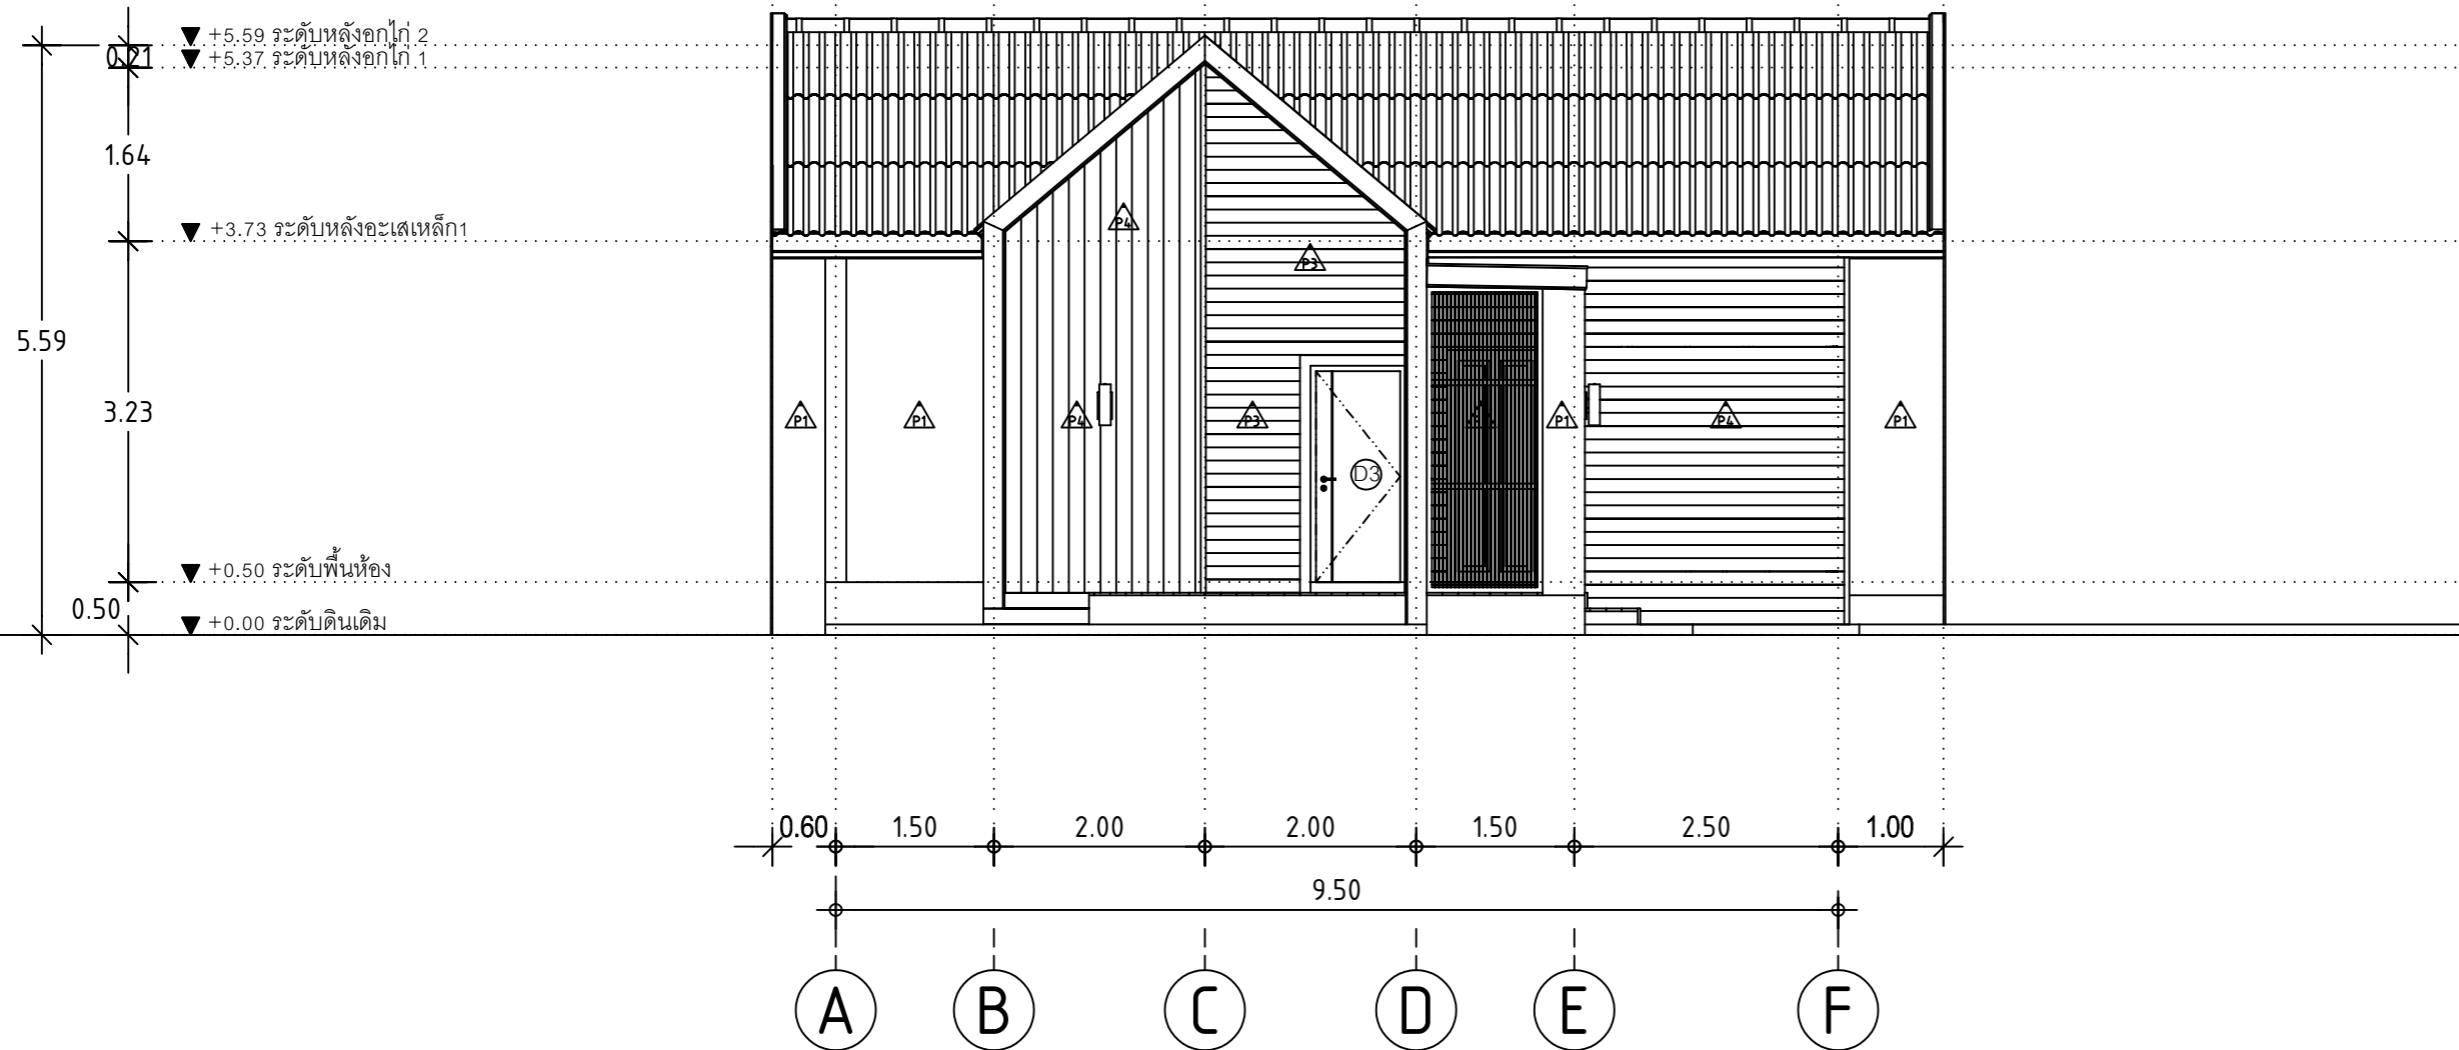 +5.59 ระดับหลังอกไก่ 2
0.21
+5.37 ระดับหลังอกไก่ 1
1.64
P4
+3.73 ระดับหลังอะเสเหล็ก1
P3
5.59
3.23
P1
P1
P4
P3
P1
P4
P1
D3
+0.50 ระดับพื้นห้อง
0.50
+0.00 ระดับดินเดิม
0.60
1.50
2.00
2.00
1.50
2.50
1.00
9.50
A
B
C
D
E
F